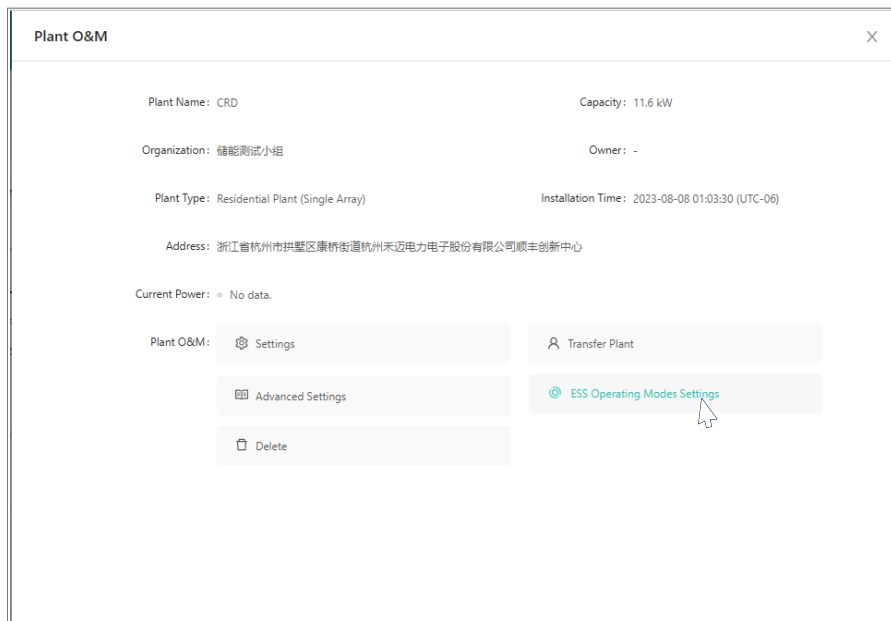 Plant O&M
Plant Name: CRD
Capacity: 11.6 kW
Organization: 储能测试小组
Owner: -
Plant Type: Residential Plant (Single Array)
Installation Time: 2023-08-08 01:03:30 (UTC-06)
Address: 浙江省杭州市拱墅区康桥街道杭州禾迈电力电子股份有限公司顺丰创新中心
Current Power: No data.
Plant O&M:
Settings
Transfer Plant
Advanced Settings
ESS Operating Modes Settings
Delete